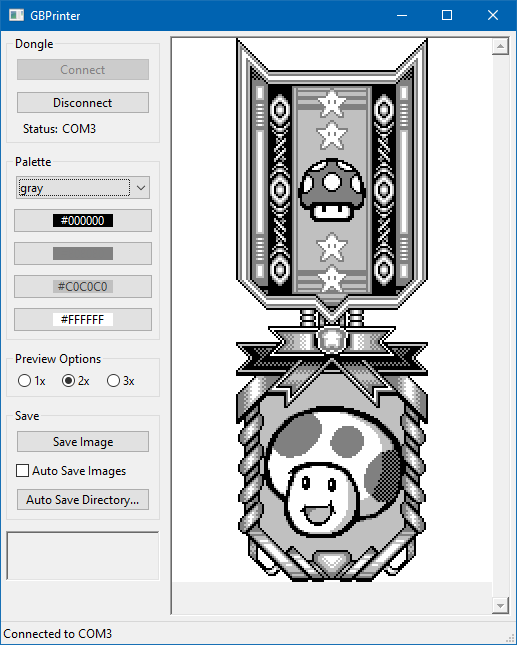 GBPrinter
Dongle
Connect
Disconnect
Status: COM3
Palette
gray
#000000
#C0C0C0
#FFFFFF
Preview Options
1x 2x 3x
Save
Save Image
Auto Save Images
Auto Save Directory...
Connected to COM3